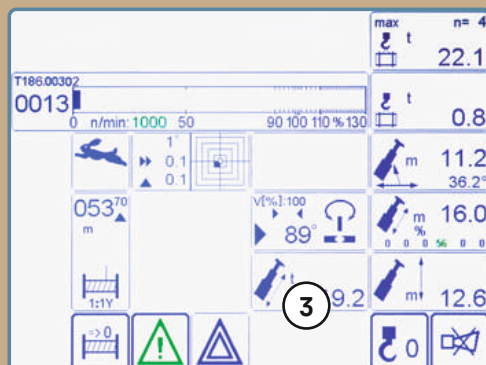 max n= 4
t
22.1
T186.00302
0013
0 n/min: 1000 50 90 100 110 % 130
t
0.8
1°
0.1
0.1
m 11.2
36.2°
053 70
m
V[%]:100
89°
m 16.0
%
0 0 0 % 0 0
1:1Y
t
3 9.2
m 12.6
=> 0
0